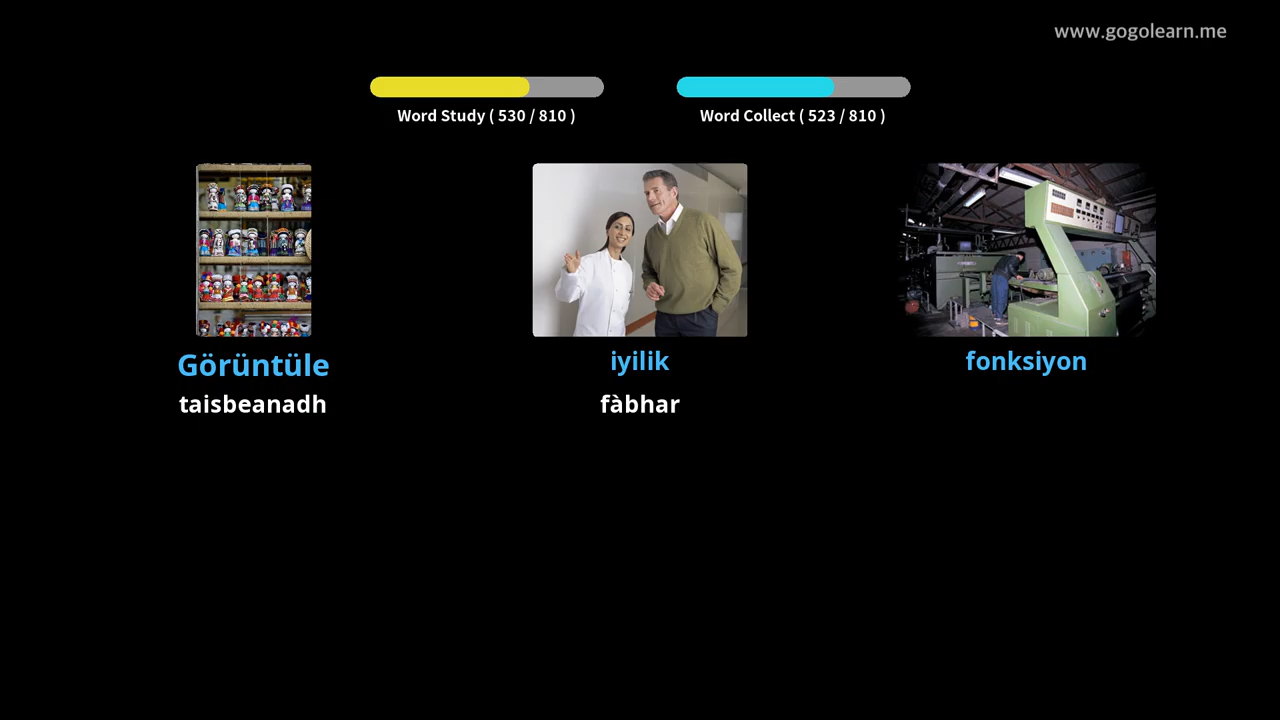 www.gogolearn.me
Word Study ( 530 / 810 )
Word Collect ( 523 / 810 )
Görüntüle
iyilik
fonksiyon
taisbeanadh
fàbhar